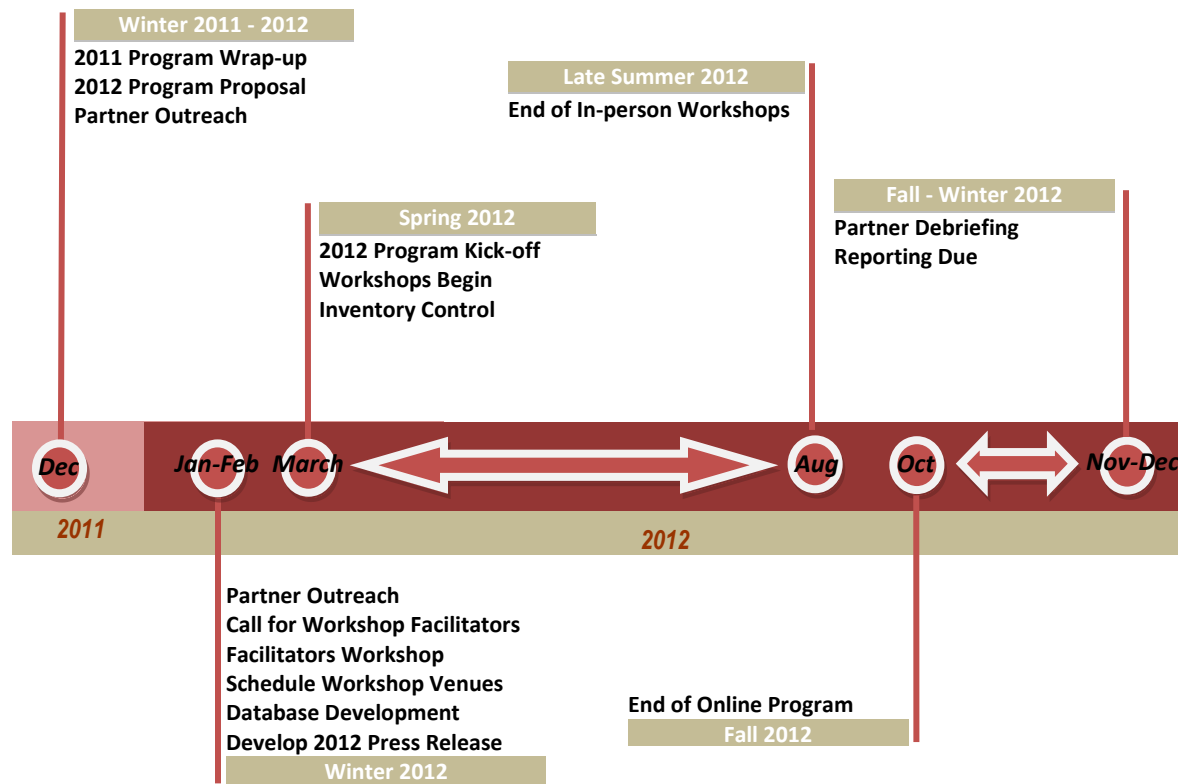 Winter 2011 - 2012
2011 Program Wrap-up
2012 Program Proposal
Partner Outreach
Late Summer 2012
End of In-person Workshops
Fall - Winter 2012
Partner Debriefing
Reporting Due
Spring 2012
2012 Program Kick-off
Workshops Begin
Inventory Control
Dec
Jan-Feb
March
Aug
Oct
Nov-Dec
2011
2012
Partner Outreach
Call for Workshop Facilitators
Facilitators Workshop
Schedule Workshop Venues
Database Development
Develop 2012 Press Release
Winter 2012
End of Online Program
Fall 2012